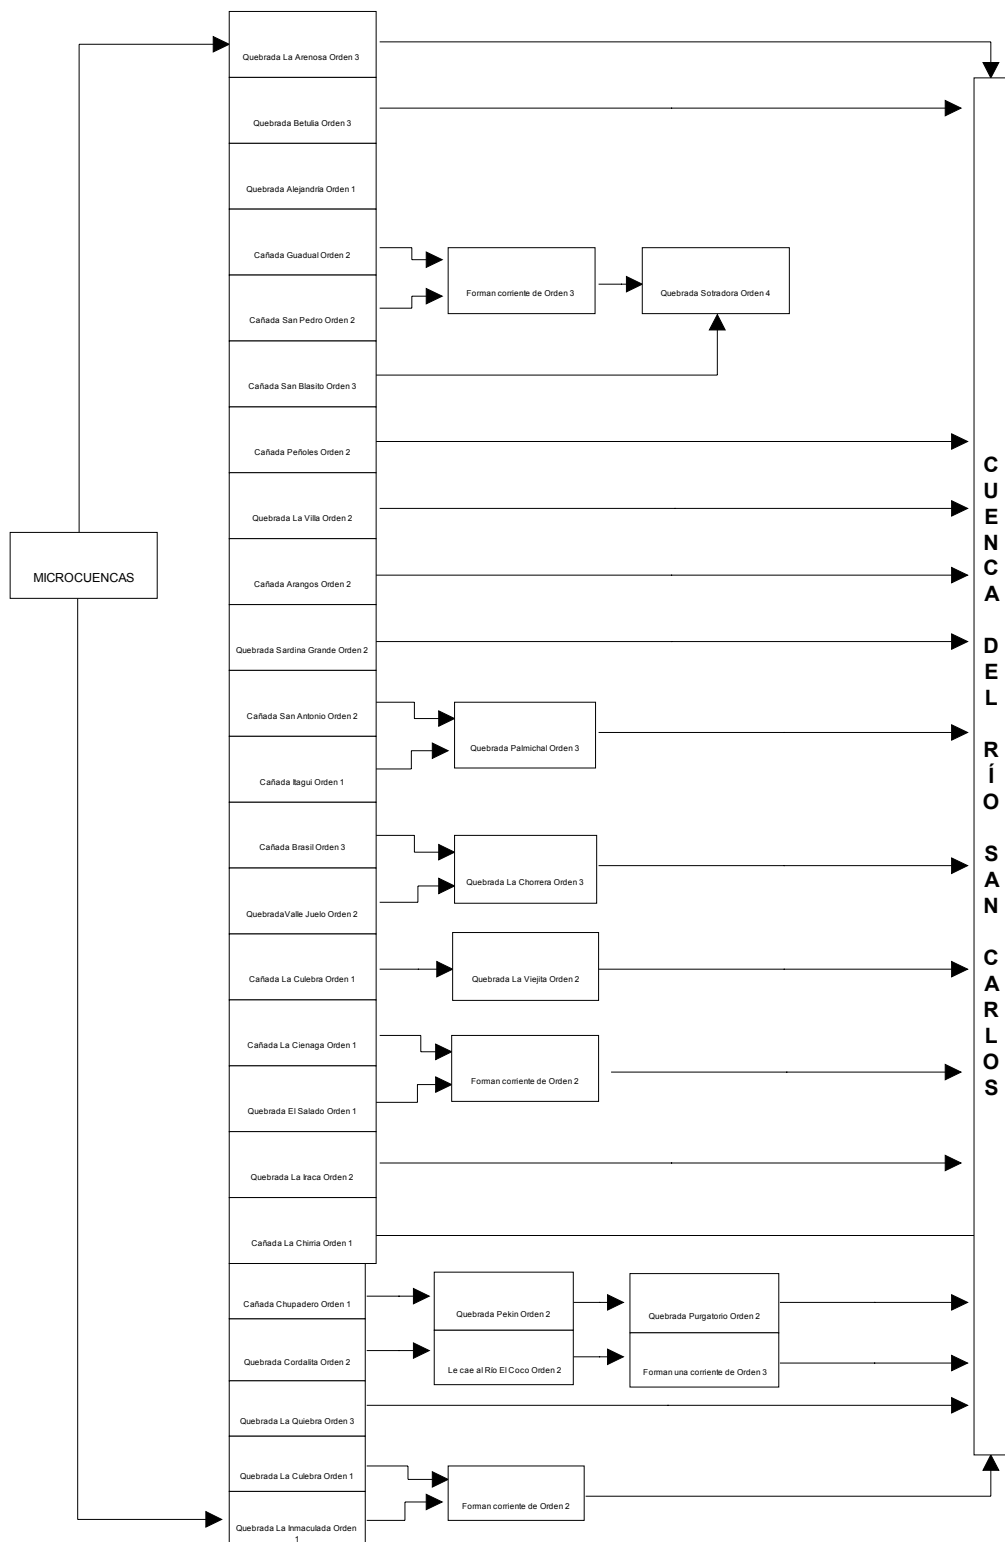 MICROCUENCAS
Quebrada La Arenosa Orden 3
Quebrada Betulia Orden 3
Quebrada Alejandría Orden 1
Cañada Guadual Orden 2
Cañada San Pedro Orden 2
Forman corriente de Orden 3
Quebrada Sotradora Orden 4
Cañada San Blasito Orden 3
Cañada Peñoles Orden 2
Quebrada La Villa Orden 2
Cañada Arangos Orden 2
Quebrada Sardina Grande Orden 2
Cañada San Antonio Orden 2
Cañada Itagui Orden 1
Quebrada Palmichal Orden 3
Cañada Brasil Orden 3
QuebradaValle Juelo Orden 2
Quebrada La Chorrera Orden 3
Cañada La Culebra Orden 1
Quebrada La Viejita Orden 2
Cañada La Cienaga Orden 1
Quebrada El Salado Orden 1
Forman corriente de Orden 2
Quebrada La Iraca Orden 2
Cañada La Chirria Orden 1
Cañada Chupadero Orden 1
Quebrada Pekin Orden 2
Quebrada Purgatorio Orden 2
Quebrada Cordalita Orden 2
Le cae al Río El Coco Orden 2
Forman una corriente de Orden 3
Quebrada La Quiebra Orden 3
Quebrada La Culebra Orden 1
Quebrada La Inmaculada Orden
1
Forman corriente de Orden 2
CUENCA DEL RÍO SAN CARLOS